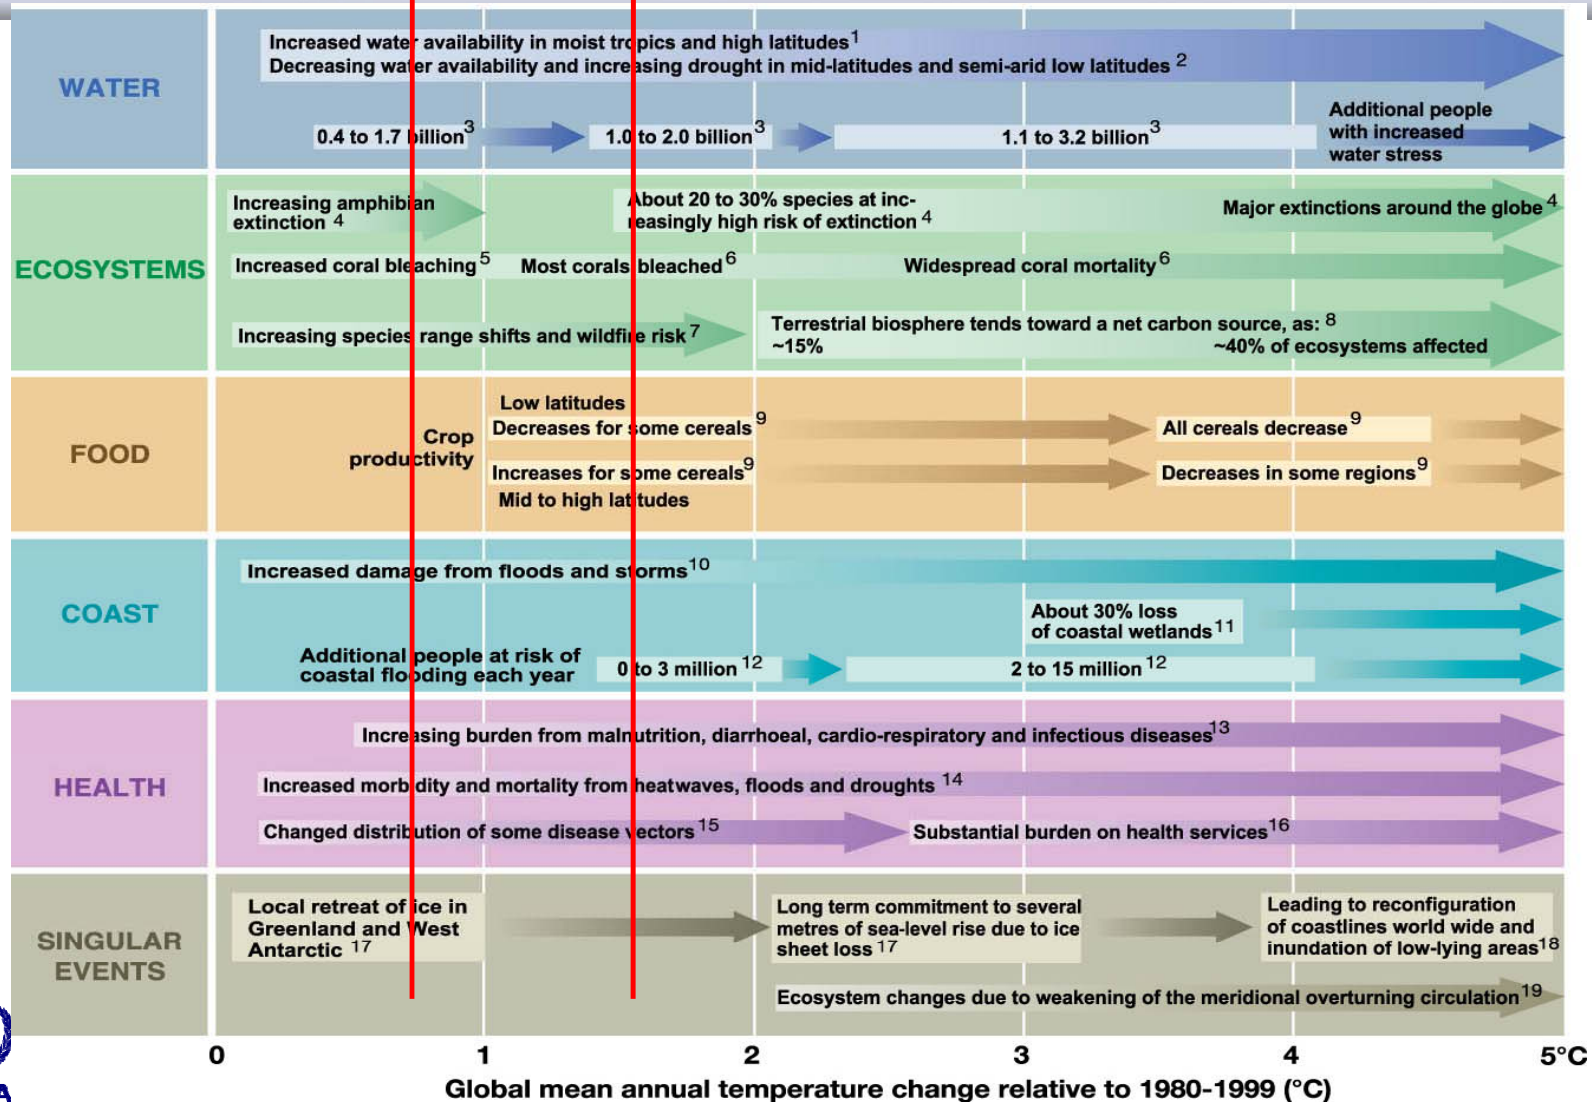 WATER
Increased water availability in moist tropics and high latitudes1
Decreasing water availability and increasing drought in mid-latitudes and semi-arid low latitudes 2
0.4 to 1.7 billion3
1.0 to 2.0 billion3
1.1 to 3.2 billion3
Additional people
with increased
water stress
ECOSYSTEMS
Increasing amphibian
extinction 4
About 20 to 30% species at inc-
reasingly high risk of extinction 4
Major extinctions around the globe 4
Increased coral bleaching5
Most corals bleached6
Widespread coral mortality6
Increasing species range shifts and wildfire risk7
Terrestrial biosphere tends toward a net carbon source, as: 8
~15%
~40% of ecosystems affected
FOOD
Crop
productivity
Low latitudes
Decreases for some cereals9
All cereals decrease9
Increases for some cereals9
Decreases in some regions9
Mid to high latitudes
COAST
Increased damage from floods and storms10
About 30% loss
of coastal wetlands11
Additional people at risk of
coastal flooding each year
0 to 3 million 12
2 to 15 million 12
HEALTH
Increasing burden from malnutrition, diarrhoeal, cardio-respiratory and infectious diseases13
Increased morbidity and mortality from heatwaves, floods and droughts 14
Changed distribution of some disease vectors15
Substantial burden on health services16
SINGULAR
EVENTS
Local retreat of ice in
Greenland and West
Antarctic 17
Long term commitment to several
metres of sea-level rise due to ice
sheet loss 17
Leading to reconfiguration
of coastlines world wide and
inundation of low-lying areas18
Ecosystem changes due to weakening of the meridional overturning circulation19
0 1 2 3 4 5°C
Global mean annual temperature change relative to 1980-1999 (°C)